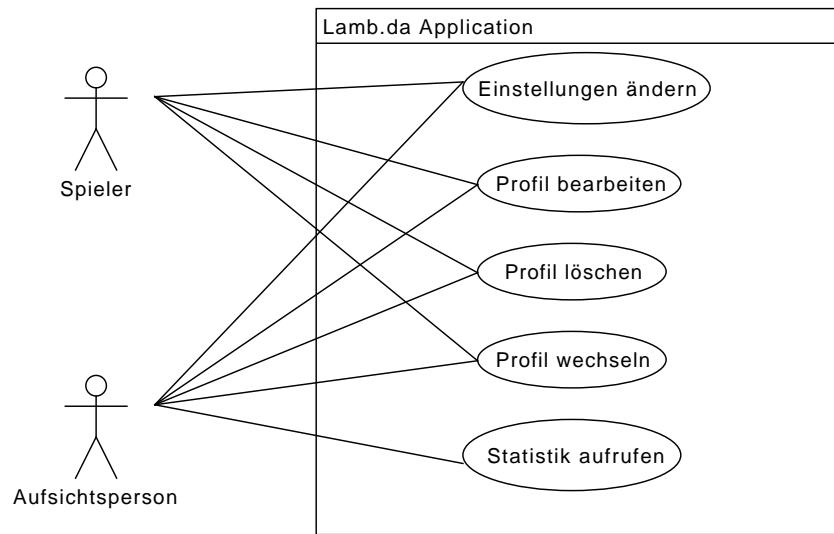 Lamb.da Application
Einstellungen ändern
Spieler
Profil bearbeiten
Profil löschen
Profil wechseln
Statistik aufrufen
Aufsichtsperson